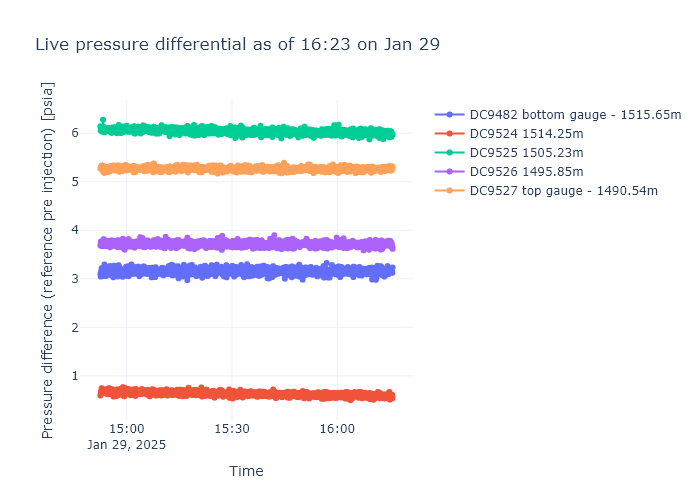 Live pressure differential as of 16:23 on Jan 29
Pressure difference (reference pre injection) [psia]
6
5
4
3
2
1
15:00
Jan 29, 2025
15:30
16:00
Time
DC9482 bottom gauge - 1515.65m
DC9524 1514.25m
DC9525 1505.23m
DC9526 1495.85m
DC9527 top gauge - 1490.54m